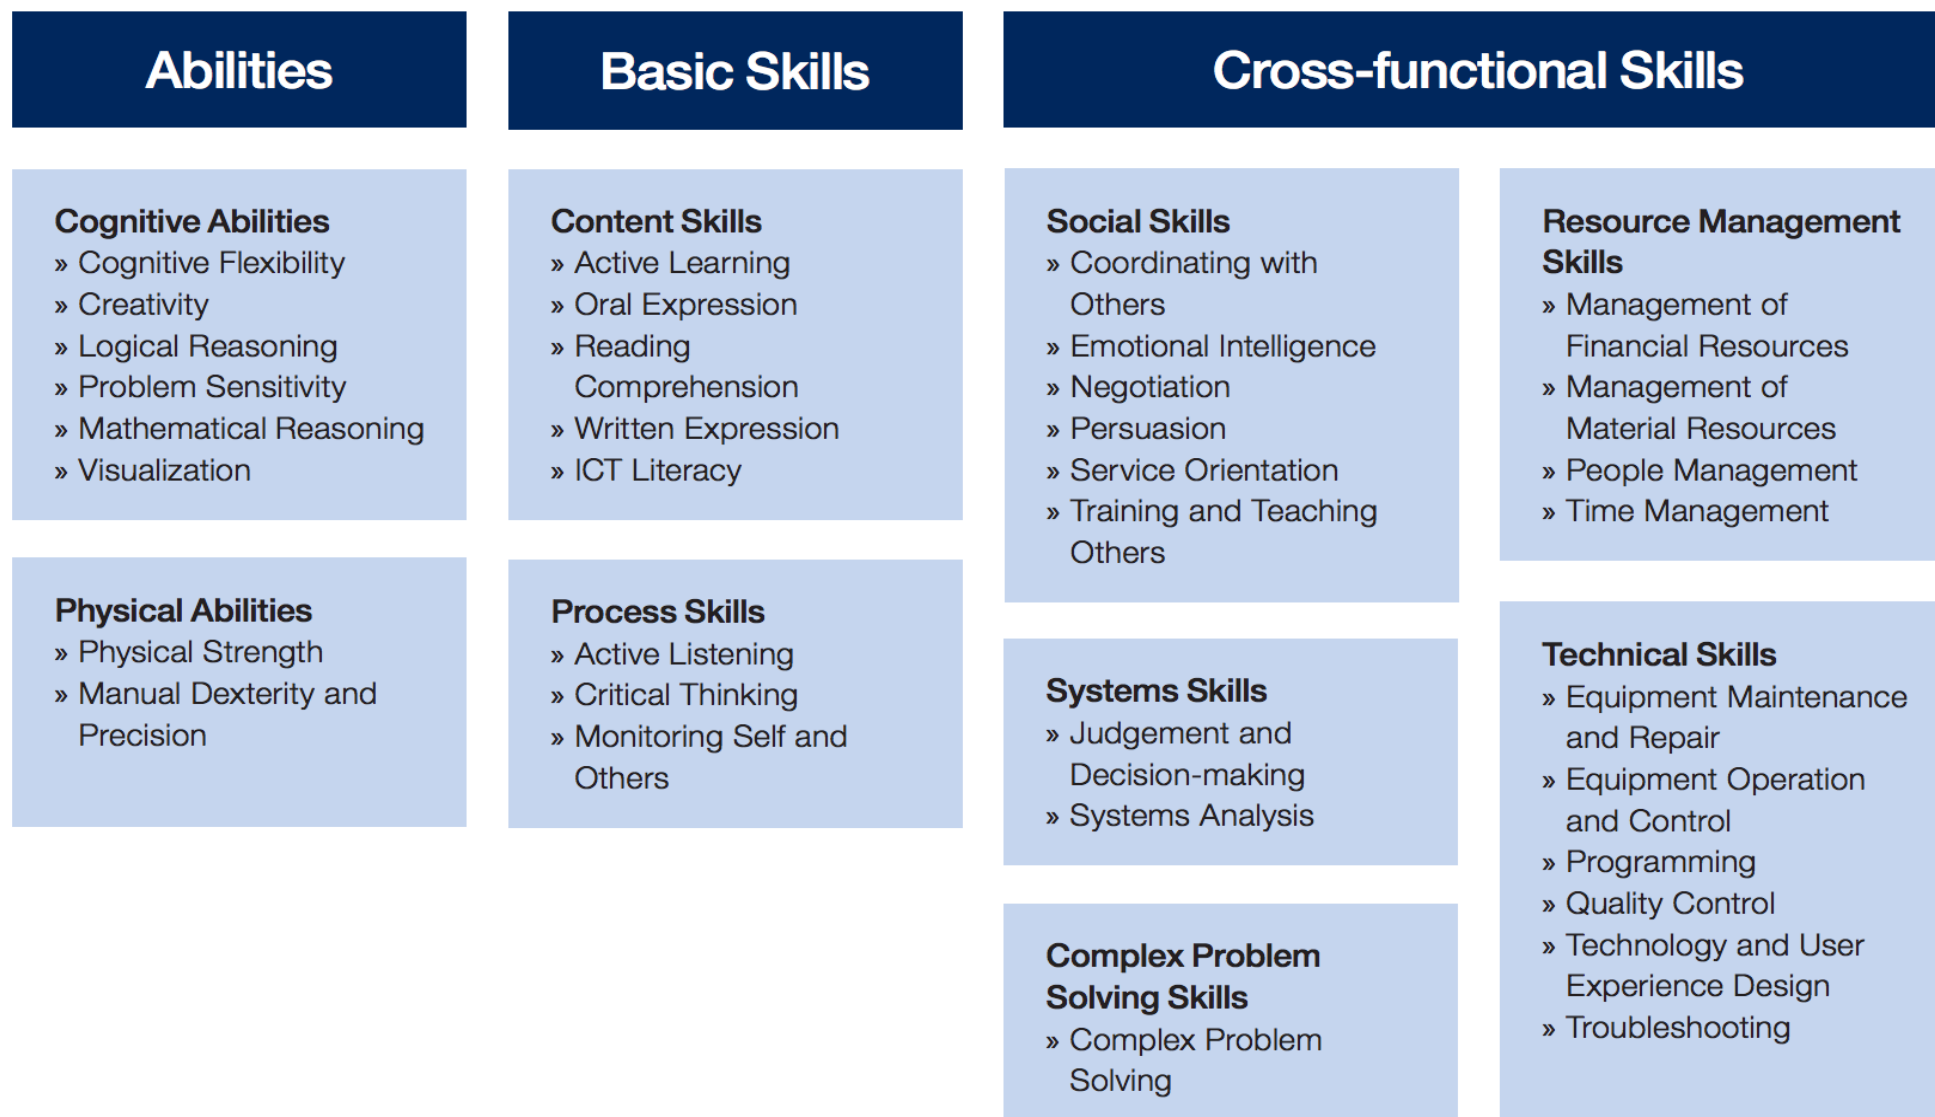 Abilities
Basic Skills
Cross-functional Skills
Cognitive Abilities
» Cognitive Flexibility
» Creativity
» Logical Reasoning
» Problem Sensitivity
» Mathematical Reasoning
» Visualization
Physical Abilities
» Physical Strength
» Manual Dexterity and
Precision
Content Skills
» Active Learning
» Oral Expression
» Reading
Comprehension
» Written Expression
» ICT Literacy
Process Skills
» Active Listening
» Critical Thinking
» Monitoring Self and
Others
Social Skills
» Coordinating with
Others
» Emotional Intelligence
» Negotiation
» Persuasion
» Service Orientation
» Training and Teaching
Others
Systems Skills
» Judgement and
Decision-making
» Systems Analysis
Complex Problem
Solving Skills
» Complex Problem
Solving
Resource Management
Skills
» Management of
Financial Resources
» Management of
Material Resources
» People Management
» Time Management
Technical Skills
» Equipment Maintenance
and Repair
» Equipment Operation
and Control
» Programming
» Quality Control
» Technology and User
Experience Design
» Troubleshooting